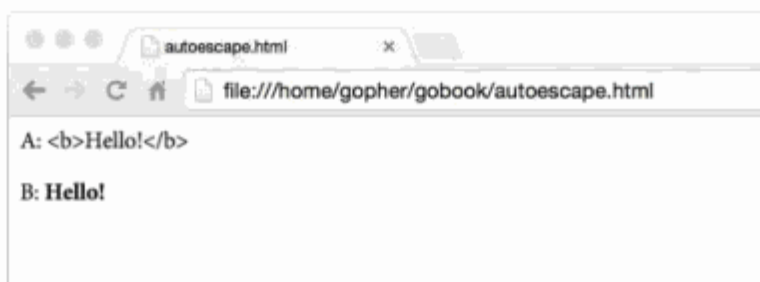 autoescape.html
file:///home/gopher/gobook/autoescape.html
A: <b>Hello!</b>
B: Hello!